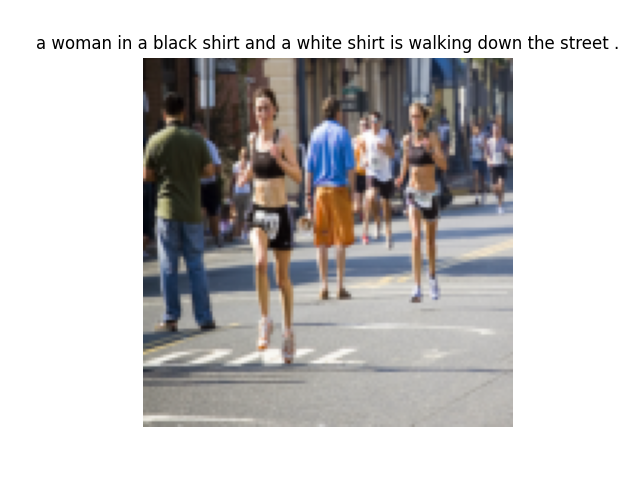 a woman in a black shirt and a white shirt is walking down the street .